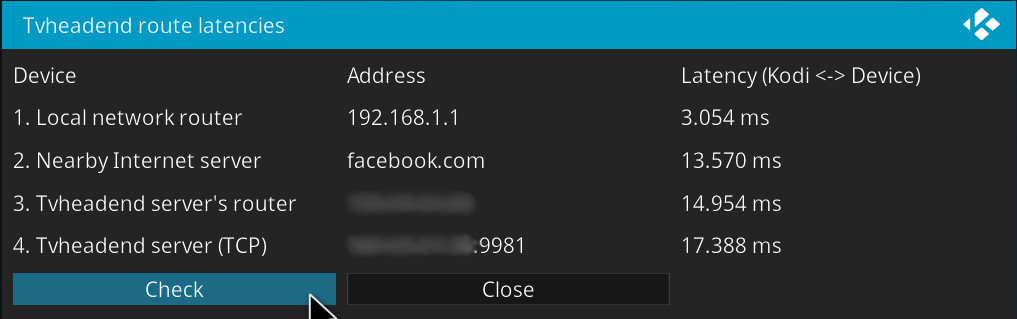 Tvheadend route latencies
Device Address Latency (Kodi <-> Device)
1. Local network router 192.168.1.1 3.054 ms
2. Nearby Internet server facebook.com 13.570 ms
3. Tvheadend server's router 14.954 ms
4. Tvheadend server (TCP) :9981 17.388 ms
Check Close